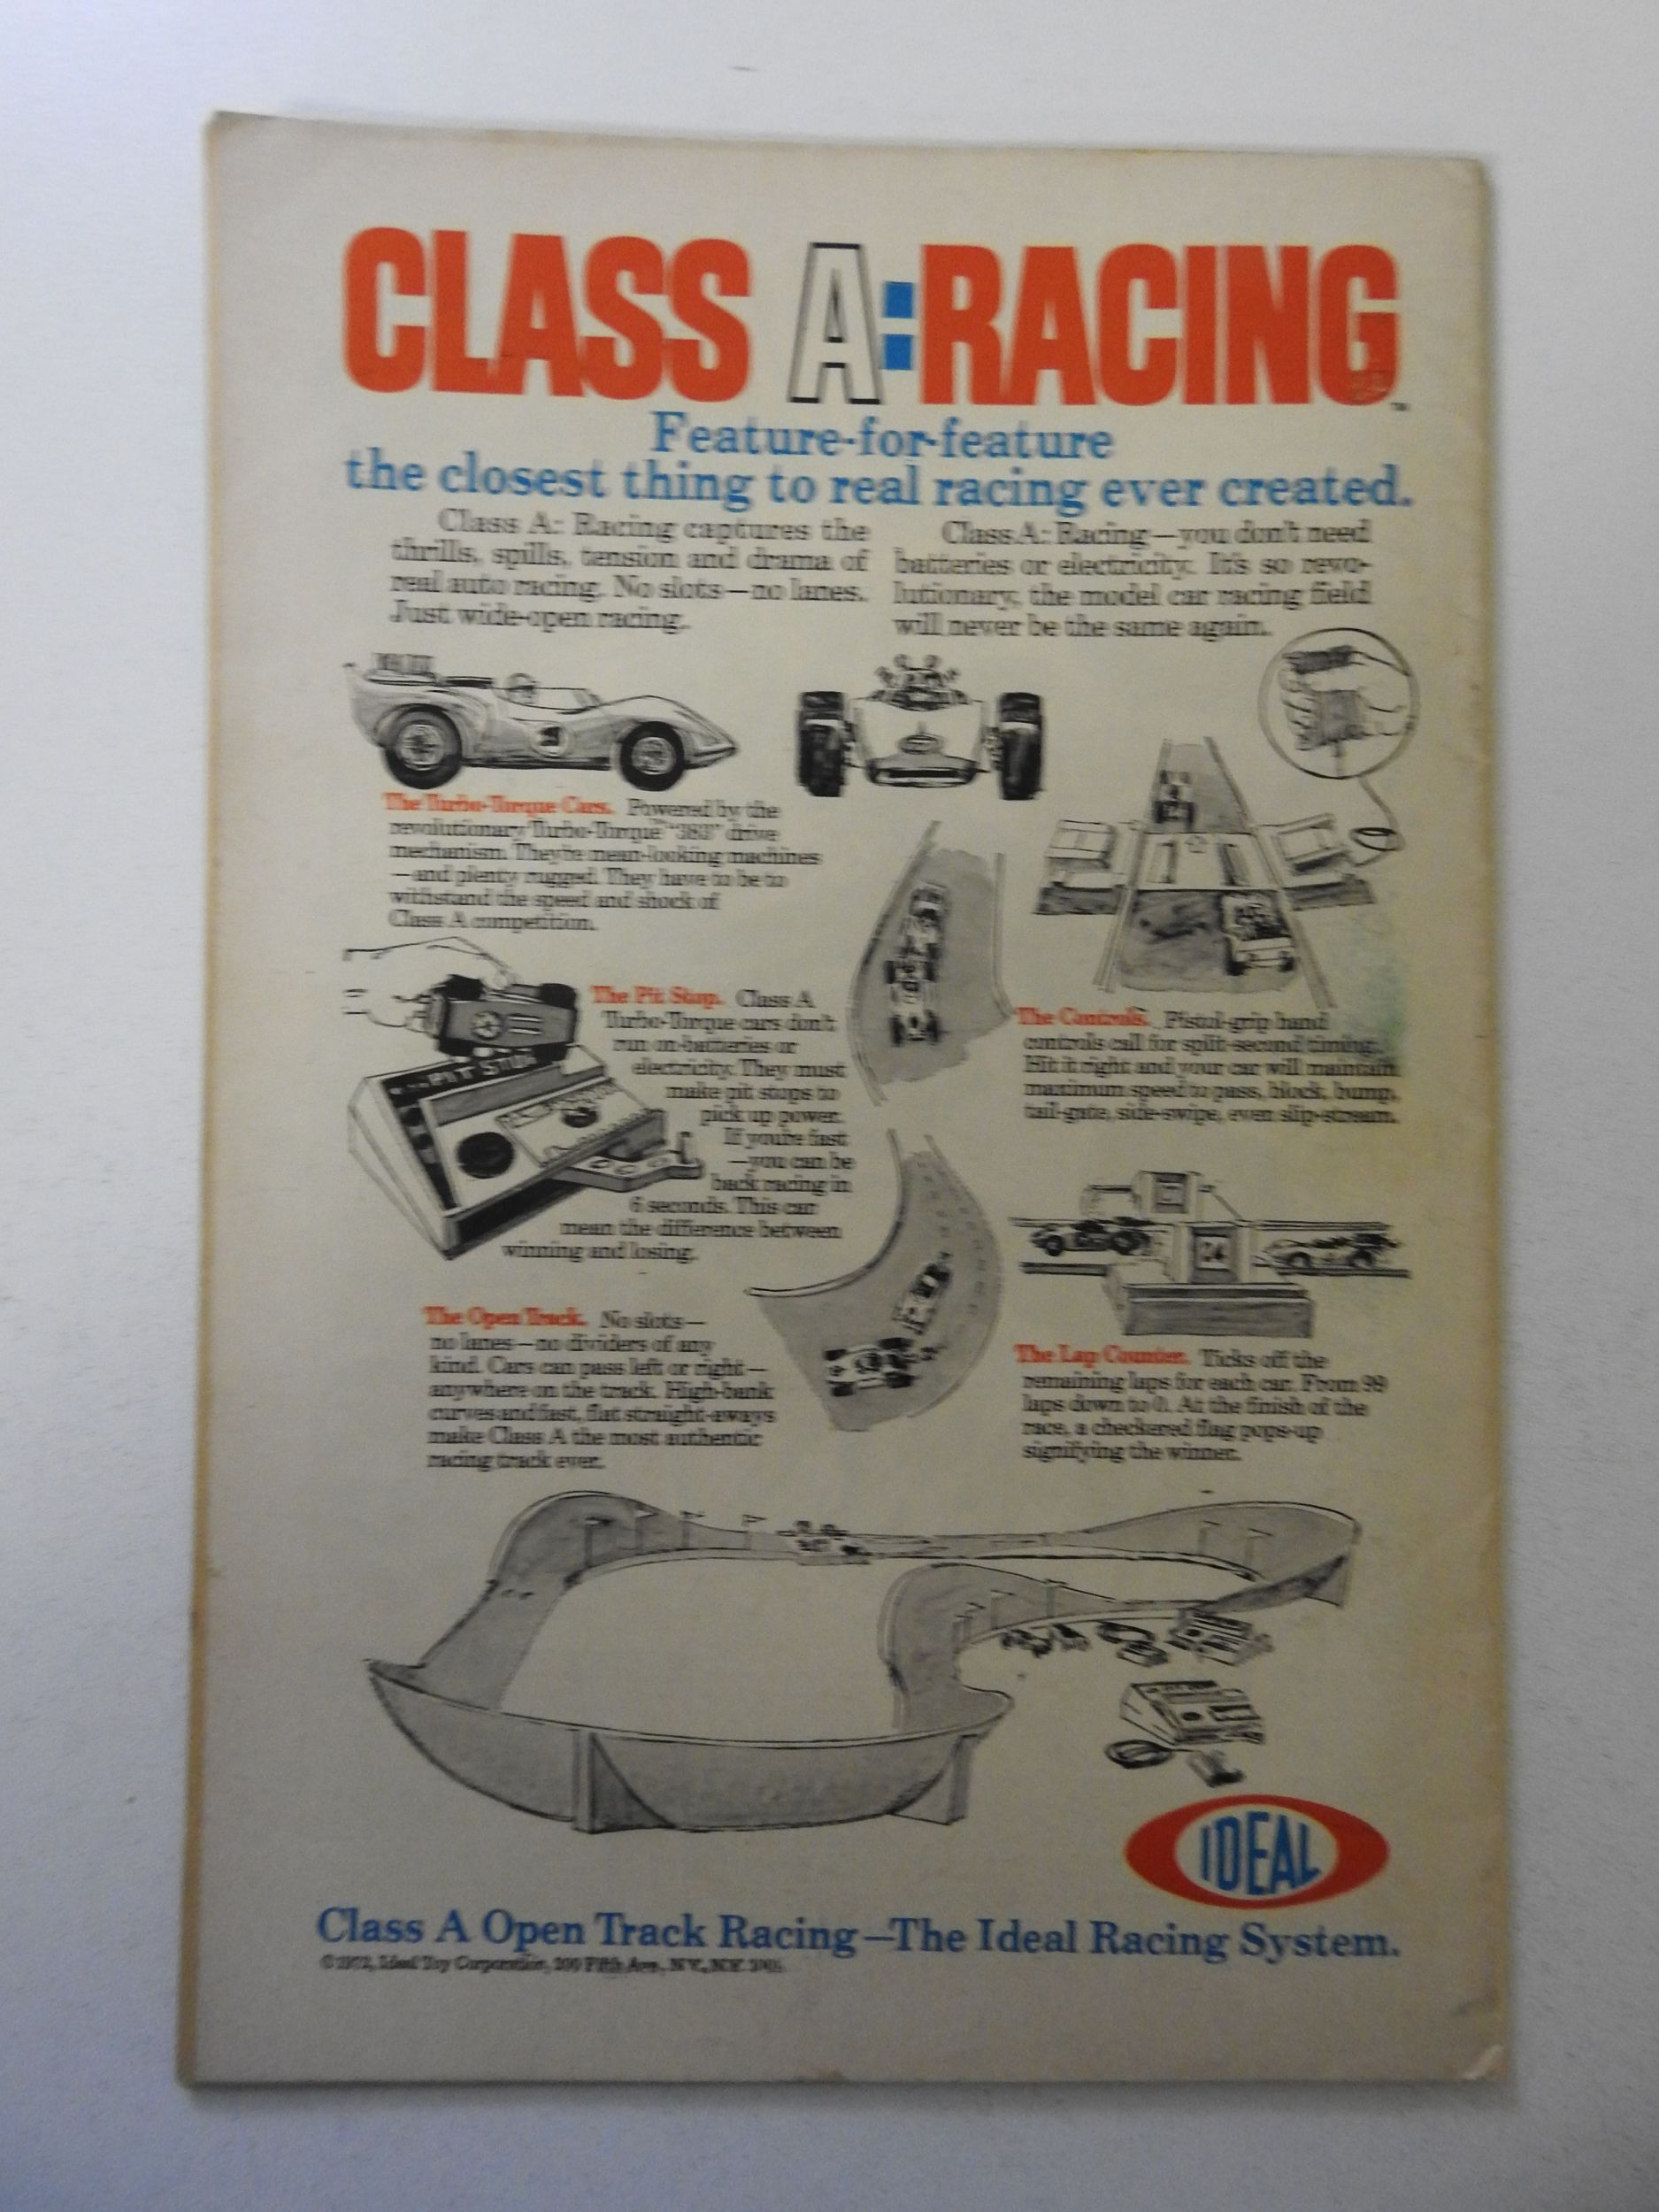 CLASS A:RACING
™
Feature-for-feature
the closest thing to real racing ever created.
Class A: Racing captures the
thrills, spills, tension and drama of
real auto racing. No slots—no lanes.
Just wide-open racing.
Class A: Racing—you don't need
batteries or electricity. It's so revo-
lutionary, the model car racing field
will never be the same again.
The Turbo-Torque Cars. Powered by the
revolutionary Turbo-Torque "383" drive
mechanism. They're mean-looking machines
—and plenty rugged. They have to be to
withstand the speed and shock of
Class A competition.
PIT STOP
The Pit Stop. Class A
Turbo-Torque cars don't
run on batteries or
electricity. They must
make pit stops to
pick up power.
If you're fast
—you can be
back racing in
6 seconds. This can
mean the difference between
winning and losing.
The Controls. Pistol-grip hand
controls call for split-second timing.
Hit it right and your car will maintain
maximum speed to pass, block, bump,
tail-gate, side-swipe, even slip-stream.
The Open Track. No slots—
no lanes—no dividers of any
kind. Cars can pass left or right—
anywhere on the track. High-bank
curves and fast, flat straight-aways
make Class A the most authentic
racing track ever.
24
The Lap Counter. Ticks off the
remaining laps for each car. From 99
laps down to 0. At the finish of the
race, a checkered flag pops-up
signifying the winner.
IDEAL
Class A Open Track Racing—The Ideal Racing System.
Ideal Toy Corporation, 200 Fifth Ave., N.Y., N.Y.